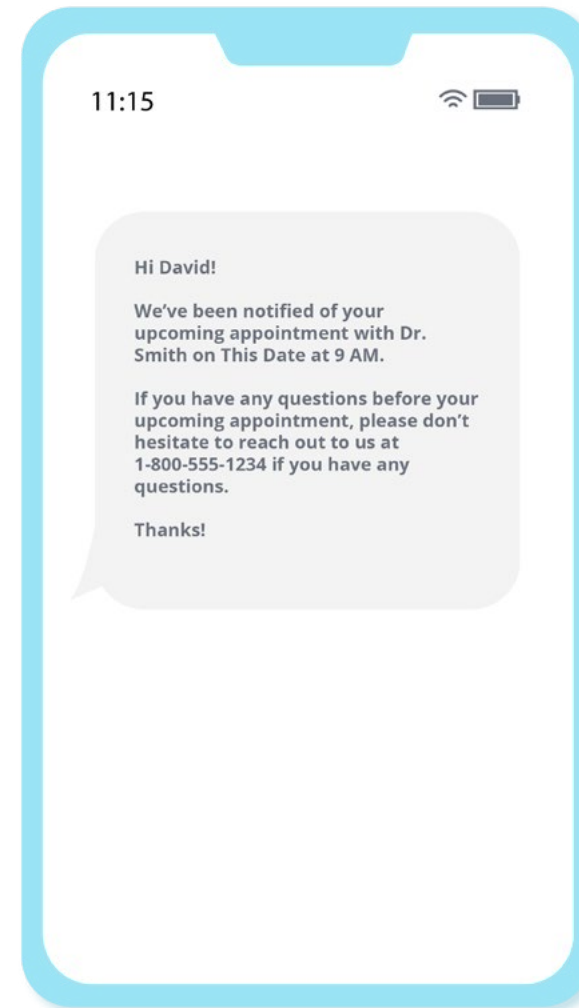 11:15
Hi David!
We’ve been notified of your
upcoming appointment with Dr.
Smith on This Date at 9 AM.
If you have any questions before your
upcoming appointment, please don’t
hesitate to reach out to us at
1-800-555-1234 if you have any
questions.
Thanks!